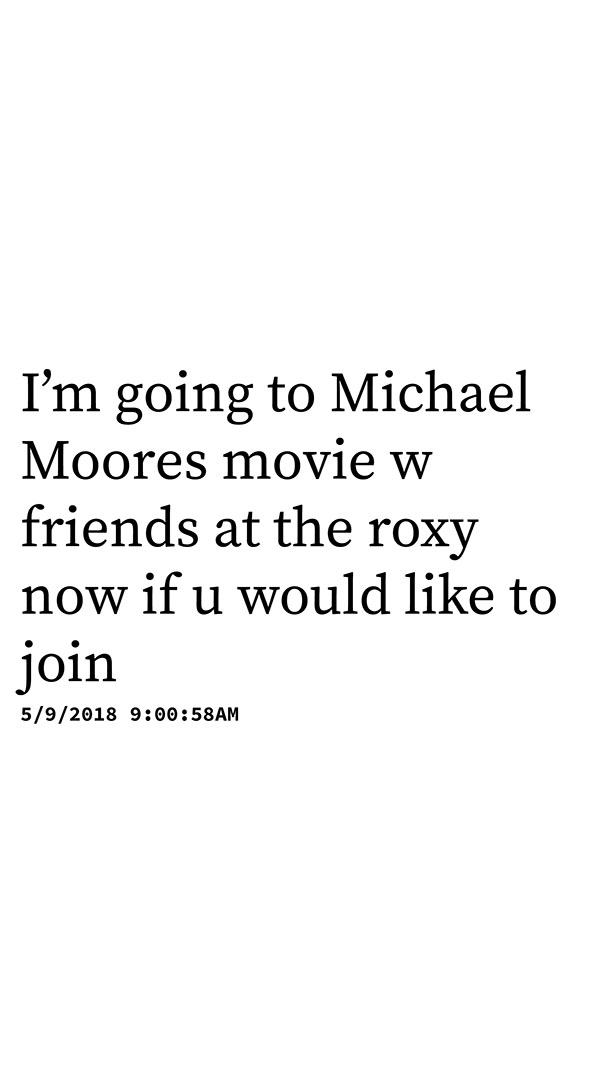 I’m going to Michael
Moores movie w
friends at the roxy
now if u would like to
join
5/9/2018 9:00:58AM